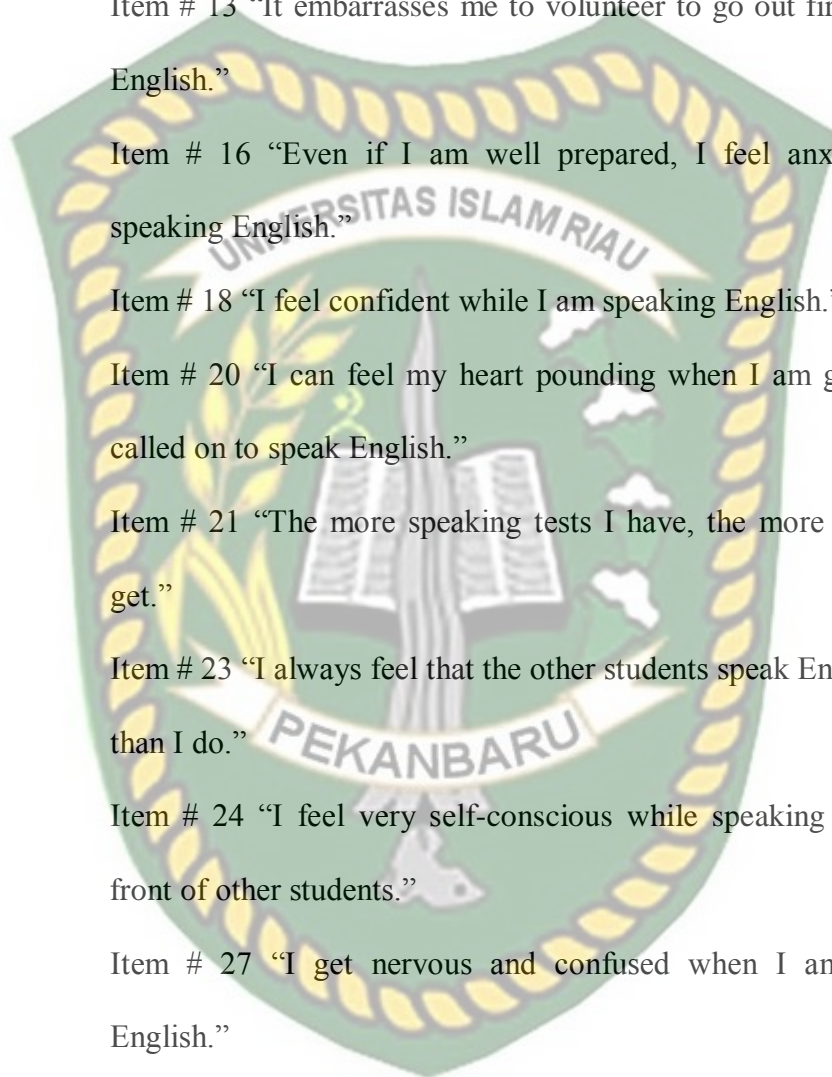 Item # 13 “It embarrasses me to volunteer to go out fir
English.”
Item # 16 “Even if I am well prepared, I feel anx
speaking English.”
UNIVERSITAS ISLAM RIAU
Item # 18 “I feel confident while I am speaking English.”
Item # 20 “I can feel my heart pounding when I am g
called on to speak English.”
Item # 21 “The more speaking tests I have, the more
get.”
Item # 23 “I always feel that the other students speak En
than I do.”
PEKANBARU
Item # 24 “I feel very self-conscious while speaking
front of other students.”
Item # 27 “I get nervous and confused when I am
English.”